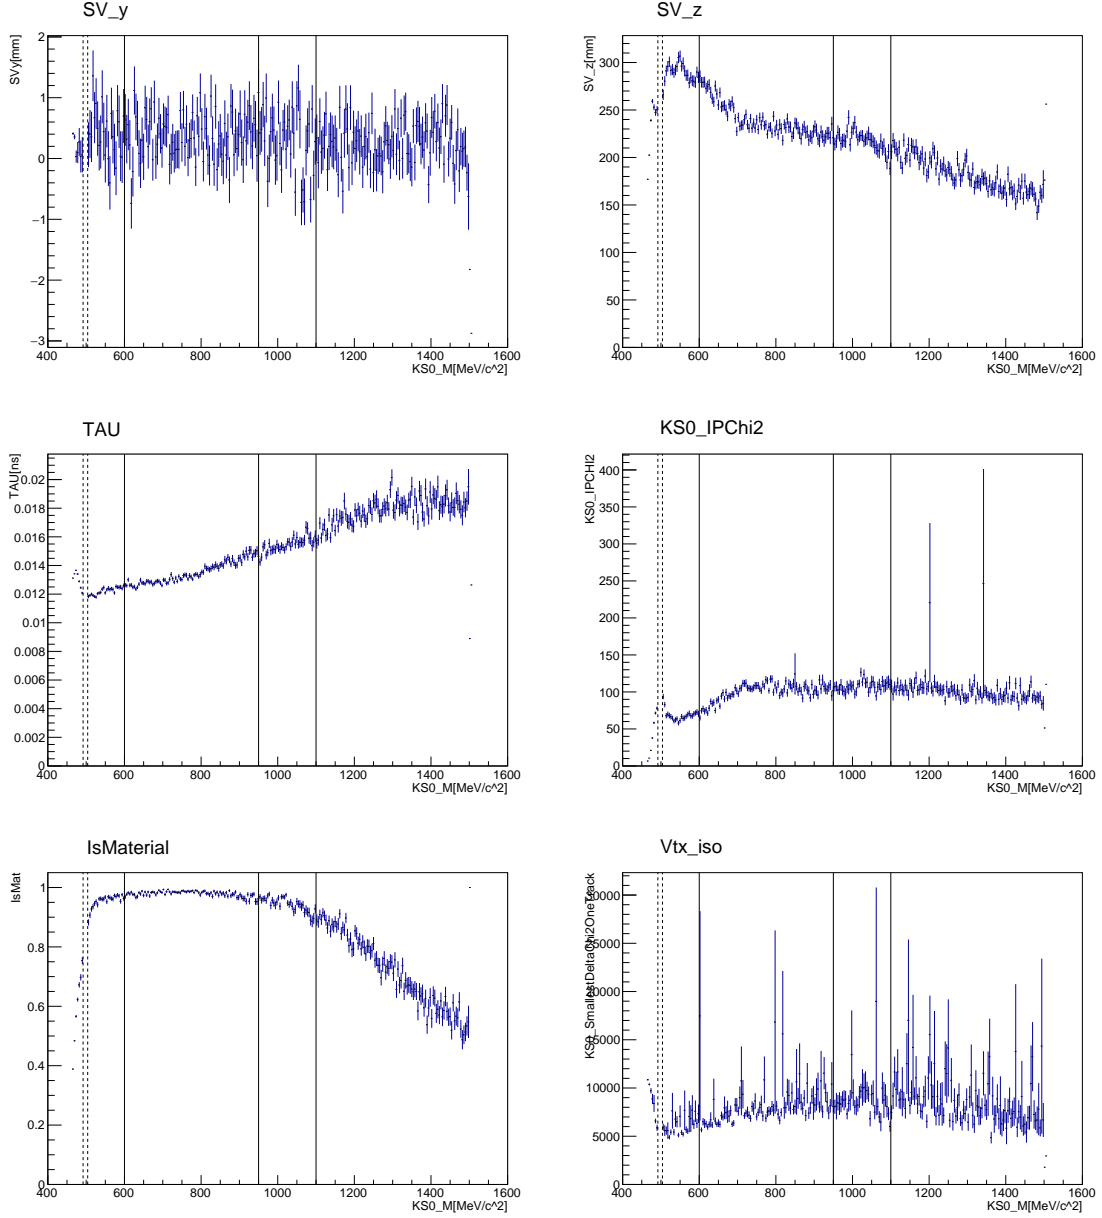 SV_y
SVy[mm]
2
1
0
−1
−2
−3
400 600 800 1000 1200 1400 1600
KS0_M[MeV/c^2]
SV_z
SV_z[mm]
300
250
200
150
100
50
0
400 600 800 1000 1200 1400 1600
KS0_M[MeV/c^2]
TAU
TAU[ns]
0.02
0.018
0.016
0.014
0.012
0.01
0.008
0.006
0.004
0.002
0
400 600 800 1000 1200 1400 1600
KS0_M[MeV/c^2]
KS0_IPChi2
KS0_IPCHI2
400
350
300
250
200
150
100
50
0
400 600 800 1000 1200 1400 1600
KS0_M[MeV/c^2]
IsMaterial
IsMat
1
0.8
0.6
0.4
0.2
0
400 600 800 1000 1200 1400 1600
KS0_M[MeV/c^2]
Vtx_iso
KS0_SmallestDeltaChi2OneTrack
30000
25000
20000
15000
10000
5000
0
400 600 800 1000 1200 1400 1600
KS0_M[MeV/c^2]